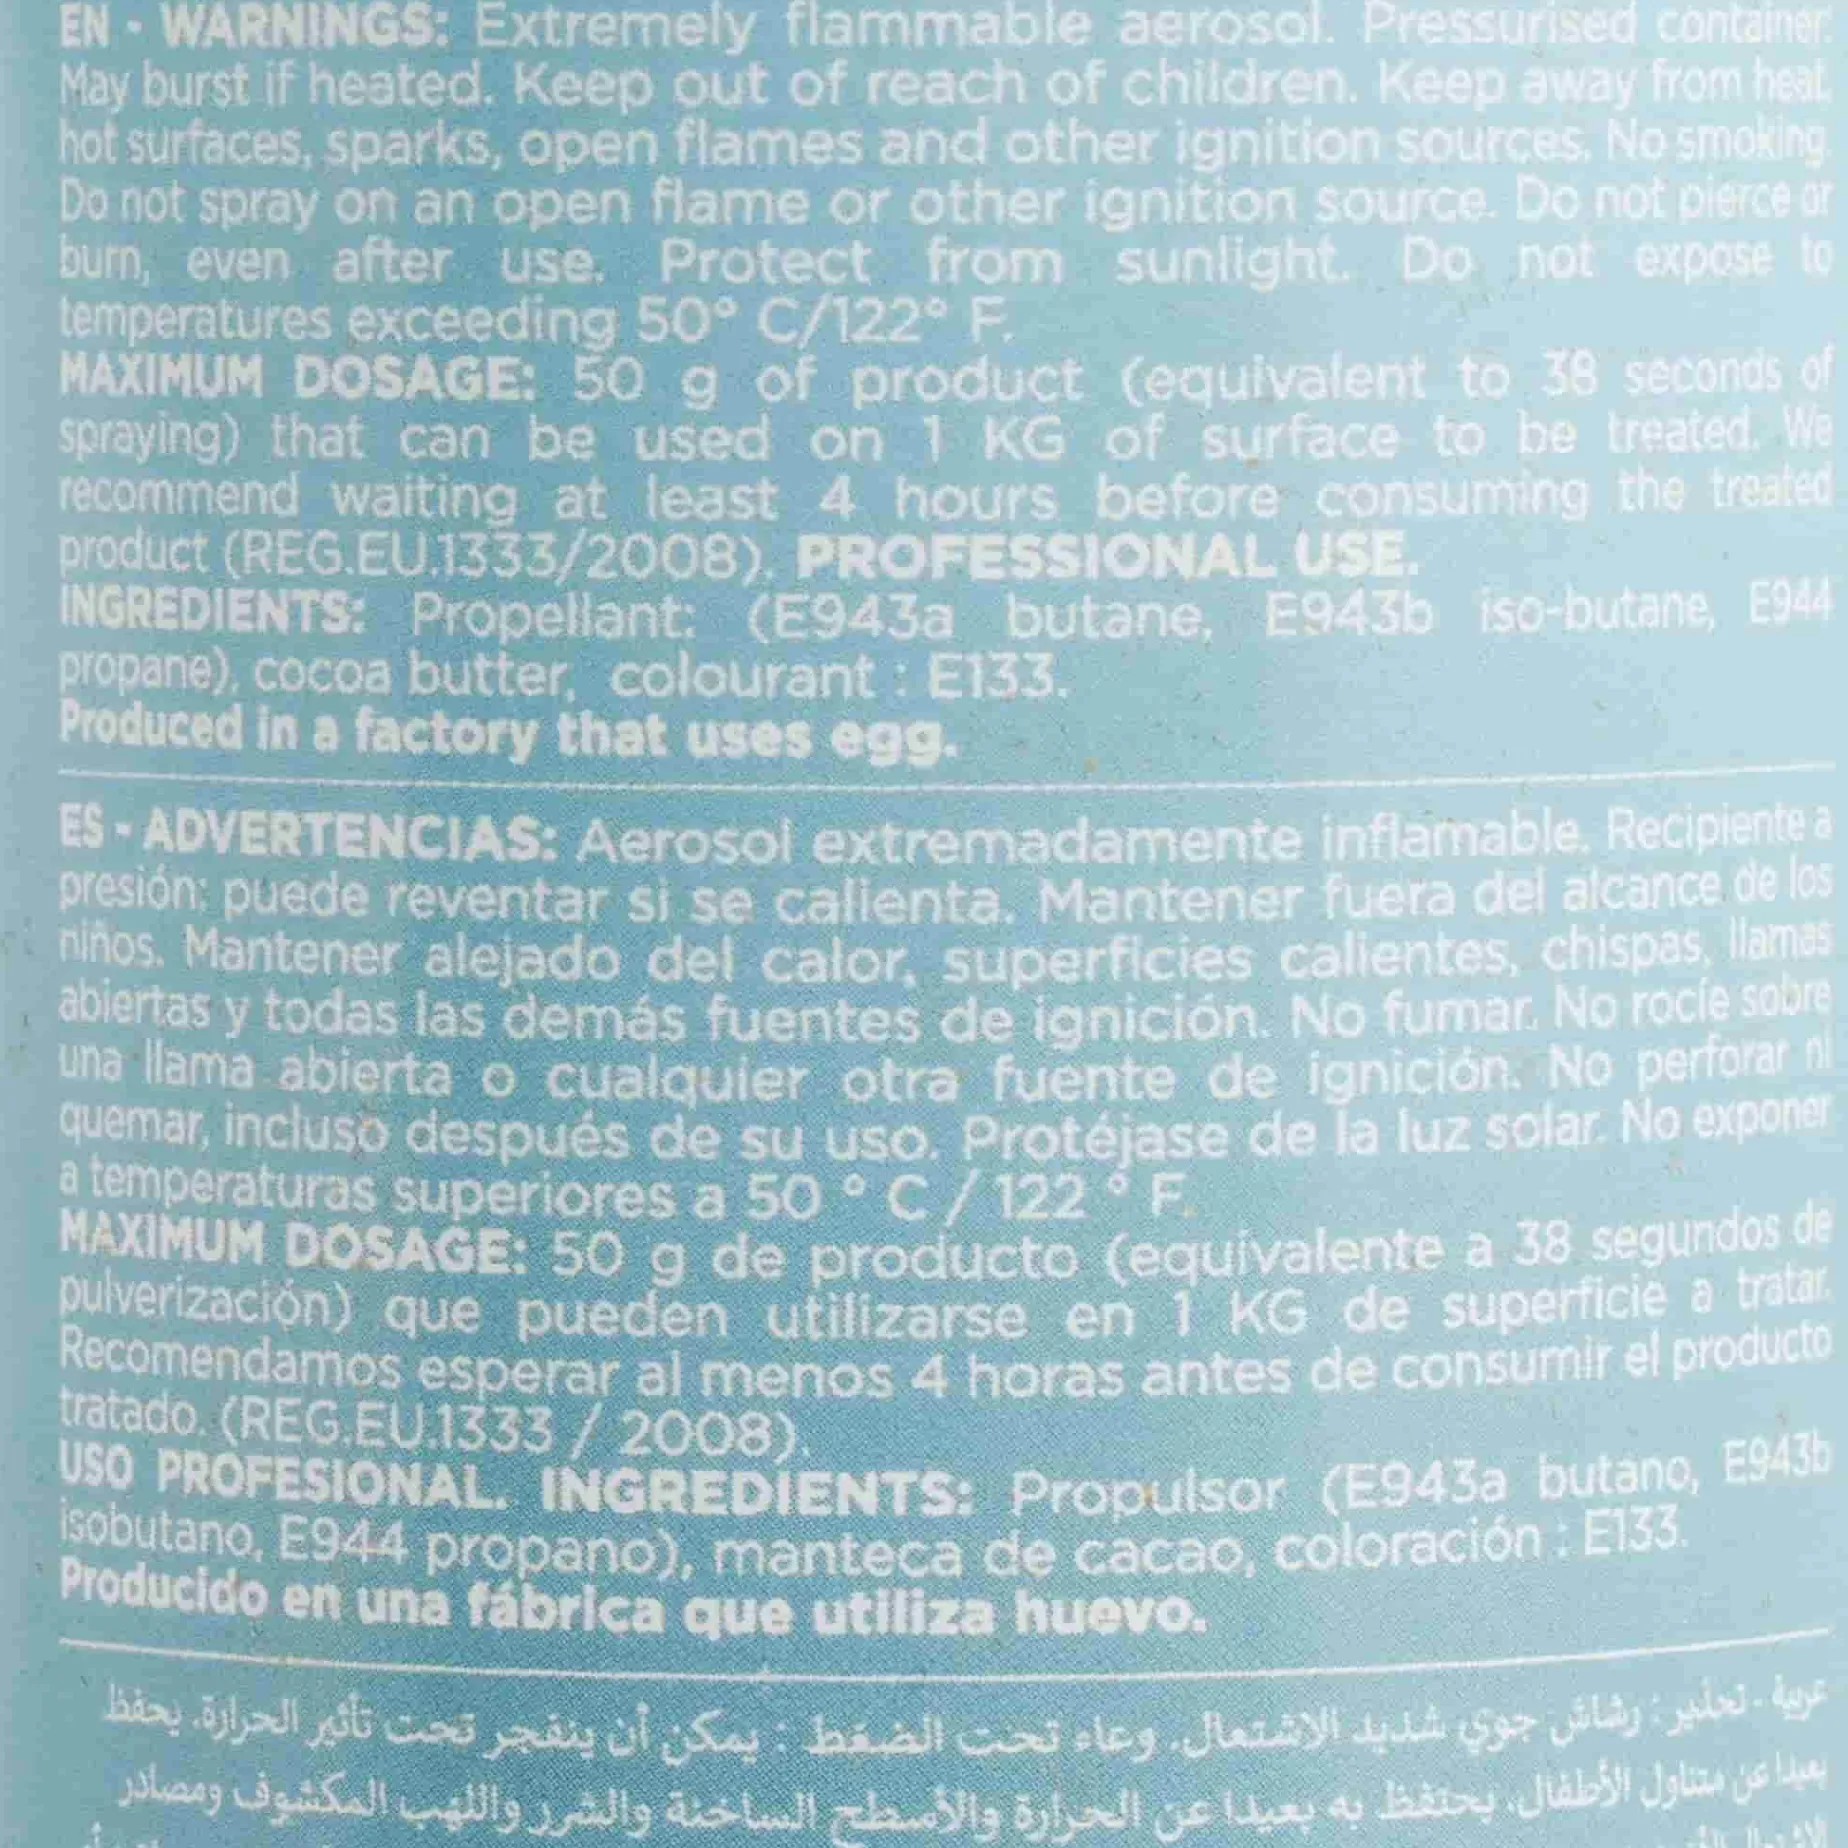 EN - WARNINGS: Extremely flammable aerosol. Pressurised container.
May burst if heated. Keep out of reach of children. Keep away from heat,
hot surfaces, sparks, open flames and other ignition sources. No smoking.
Do not spray on an open flame or other ignition source. Do not pierce or
burn, even after use. Protect from sunlight. Do not expose to
temperatures exceeding 50° C/122° F.
MAXIMUM DOSAGE: 50 g of product (equivalent to 38 seconds of
spraying) that can be used on 1 KG of surface to be treated. We
recommend waiting at least 4 hours before consuming the treated
product (REG.EU.1333/2008). PROFESSIONAL USE.
INGREDIENTS: Propellant: (E943a butane, E943b iso-butane, E944
propane), cocoa butter, colourant : E133.
Produced in a factory that uses egg.
ES - ADVERTENCIAS: Aerosol extremadamente inflamable. Recipiente a
presión: puede reventar si se calienta. Mantener fuera del alcance de los
niños. Mantener alejado del calor, superficies calientes, chispas, llamas
abiertas y todas las demás fuentes de ignición. No fumar. No rocíe sobre
una llama abierta o cualquier otra fuente de ignición. No perforar ni
quemar, incluso después de su uso. Protéjase de la luz solar. No exponer
a temperaturas superiores a 50 ° C / 122 ° F.
MAXIMUM DOSAGE: 50 g de producto (equivalente a 38 segundos de
pulverización) que pueden utilizarse en 1 KG de superficie a tratar.
Recomendamos esperar al menos 4 horas antes de consumir el producto
tratado. (REG.EU.1333 / 2008).
USO PROFESIONAL. INGREDIENTS: Propulsor (E943a butano, E943b
isobutano, E944 propano), manteca de cacao, coloración : E133.
Producido en una fábrica que utiliza huevo.
عربية - تحذير : رشاش جوي شديد الاشتعال. وعاء تحت الضغط : يمكن أن ينفجر تحت تأثير الحرارة. يحفظ
بعيدا عن متناول الأطفال. يحتفظ به بعيدا عن الحرارة والأسطح الساخنة والشرر واللهب المكشوف ومصادر